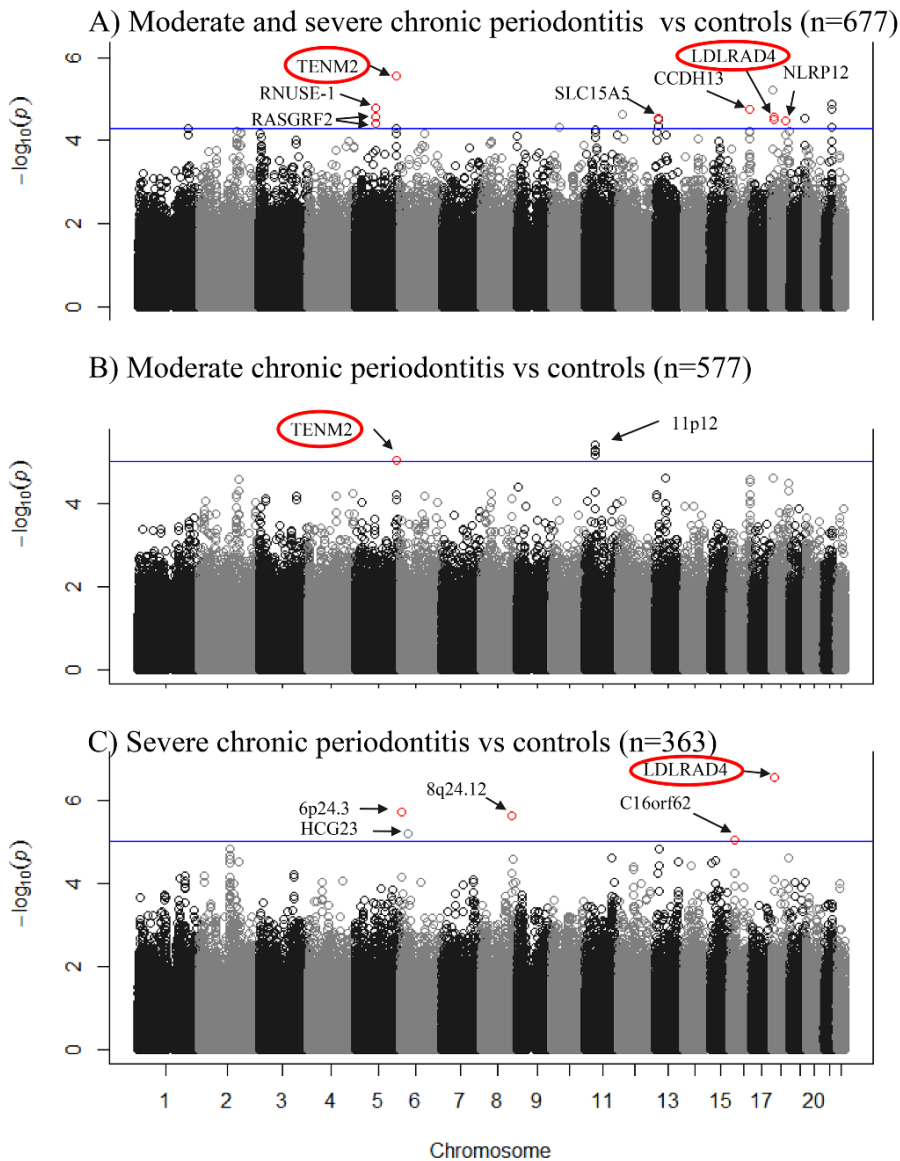 A) Moderate and severe chronic periodontitis vs controls (n=677)
6
4
2
0
−log10(p)
TENM2
RNUSE-1
RASGRF2
SLC15A5
LDLRAD4
CCDH13
NLRP12
B) Moderate chronic periodontitis vs controls (n=577)
4
2
0
−log10(p)
TENM2
11p12
C) Severe chronic periodontitis vs controls (n=363)
6
4
2
0
−log10(p)
6p24.3
HCG23
8q24.12
LDLRAD4
C16orf62
1 2 3 4 5 6 7 8 9 11 13 15 17 20
Chromosome